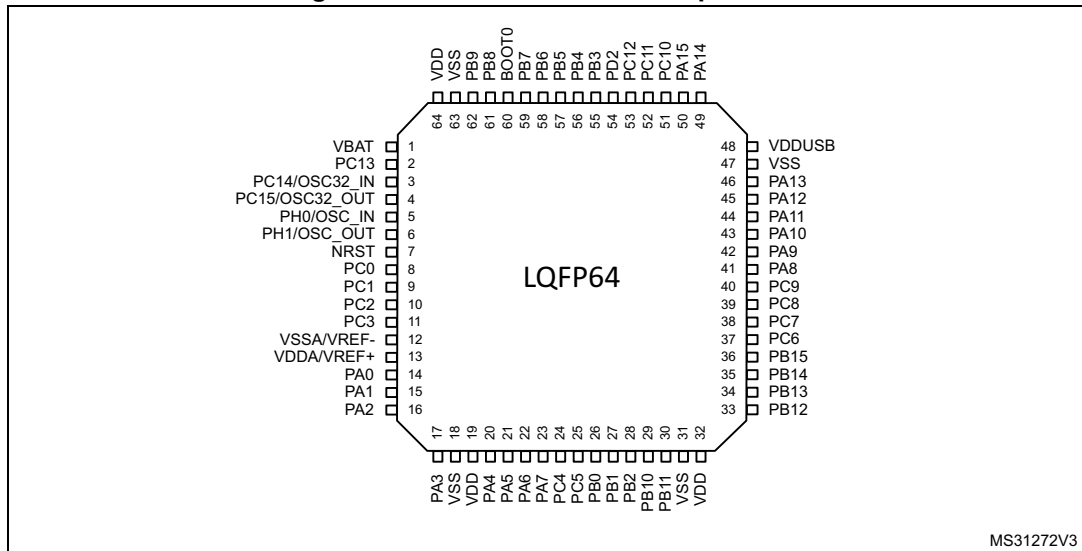 VDD
VSS
PB9
PB8
BOOT0
PB7
PB6
PB5
PB4
PB3
PD2
PC12
PC11
PC10
PA15
PA14
64
63
62
61
60
59
58
57
56
55
54
53
52
51
50
49
VBAT 1
PC13 2
PC14/OSC32_IN 3
PC15/OSC32_OUT 4
PH0/OSC_IN 5
PH1/OSC_OUT 6
NRST 7
PC0 8
PC1 9
PC2 10
PC3 11
VSSA/VREF- 12
VDDA/VREF+ 13
PA0 14
PA1 15
PA2 16
LQFP64
48 VDDUSB
47 VSS
46 PA13
45 PA12
44 PA11
43 PA10
42 PA9
41 PA8
40 PC9
39 PC8
38 PC7
37 PC6
36 PB15
35 PB14
34 PB13
33 PB12
17
18
19
20
21
22
23
24
25
26
27
28
29
30
31
32
PA3
VSS
VDD
PA4
PA5
PA6
PA7
PC4
PC5
PB0
PB1
PB2
PB10
PB11
VSS
VDD
MS31272V3